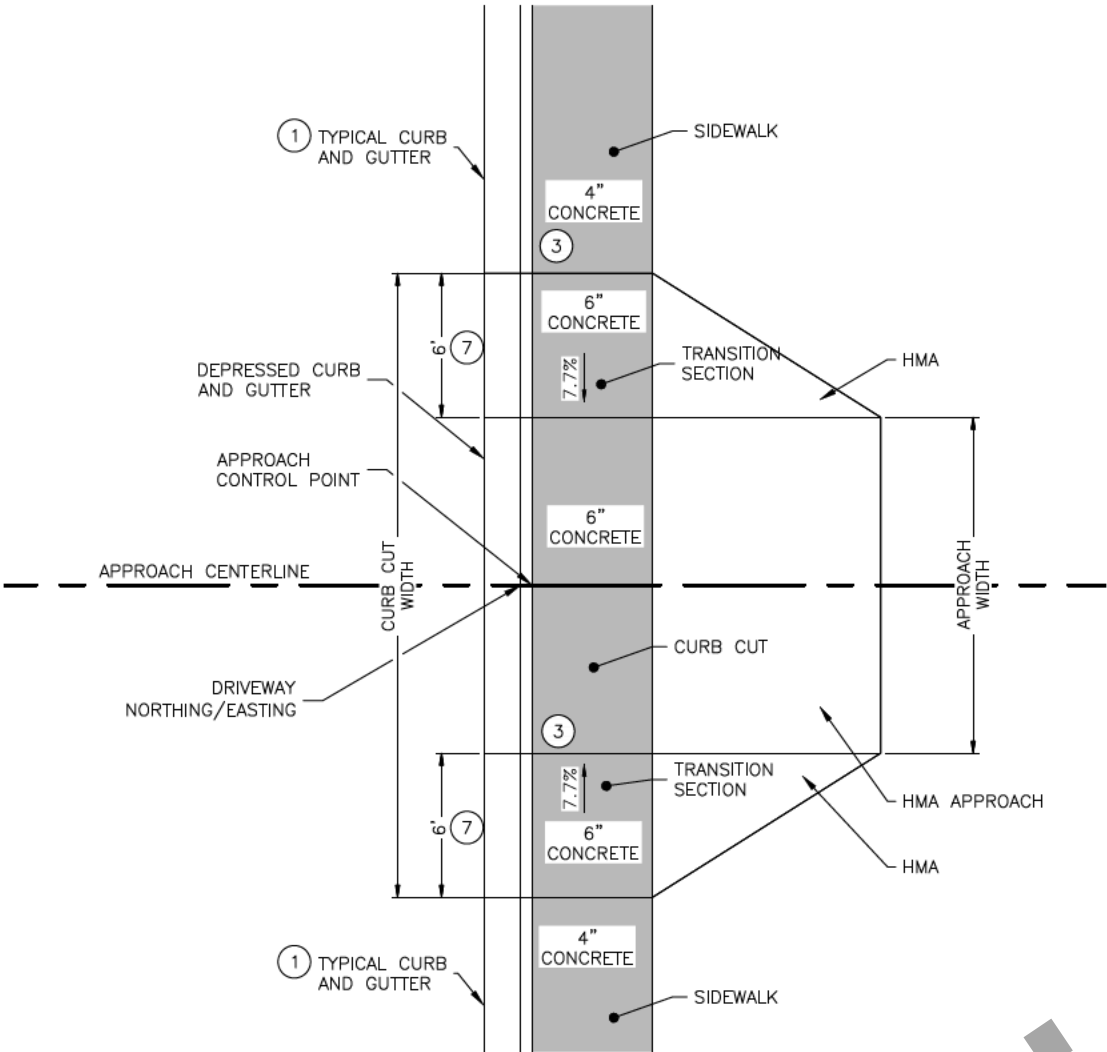 SIDEWALK
1 TYPICAL CURB
AND GUTTER
4”
CONCRETE
3
6”
CONCRETE
6'
7
7.7%
TRANSITION
SECTION
HMA
DEPRESSED CURB
AND GUTTER
APPROACH
CONTROL POINT
6”
CONCRETE
APPROACH CENTERLINE
CURB CUT
WIDTH
APPROACH
WIDTH
CURB CUT
DRIVEWAY
NORTHING/EASTING
3
7.7%
TRANSITION
SECTION
HMA APPROACH
6'
7
6”
CONCRETE
HMA
4”
CONCRETE
1 TYPICAL CURB
AND GUTTER
SIDEWALK